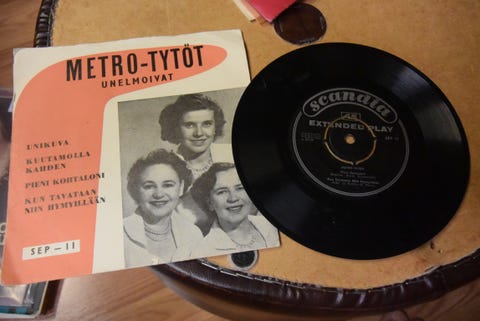 METRO-TYTÖT
UNELMOIVAT
UNIKUVA
KUUTAMOLLA
KAHDEN
PIENI KOHTALONI
KUN TAVATAAN
NIIN HYMYILLÄÄN
SEP - 11
scandia
EXTENDED PLAY